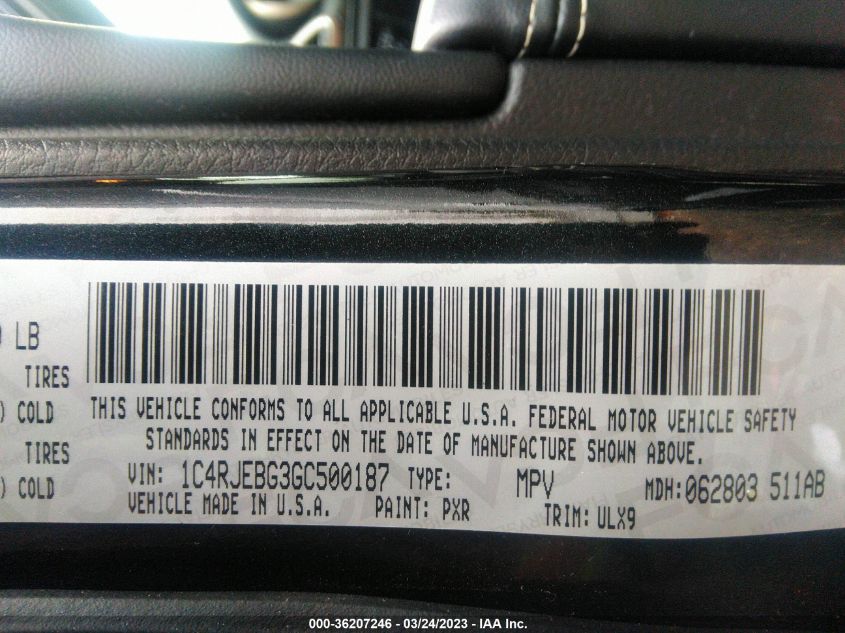 LB
TIRES
) COLD
TIRES
) COLD
THIS VEHICLE CONFORMS TO ALL APPLICABLE U.S.A. FEDERAL MOTOR VEHICLE SAFETY
STANDARDS IN EFFECT ON THE DATE OF MANUFACTURE SHOWN ABOVE.
VIN: 1C4RJEBG3GC500187 TYPE: MPV MDH:062803 511AB
VEHICLE MADE IN U.S.A. PAINT: PXR TRIM: ULX9
000-36207246 - 03/24/2023 - IAA Inc.